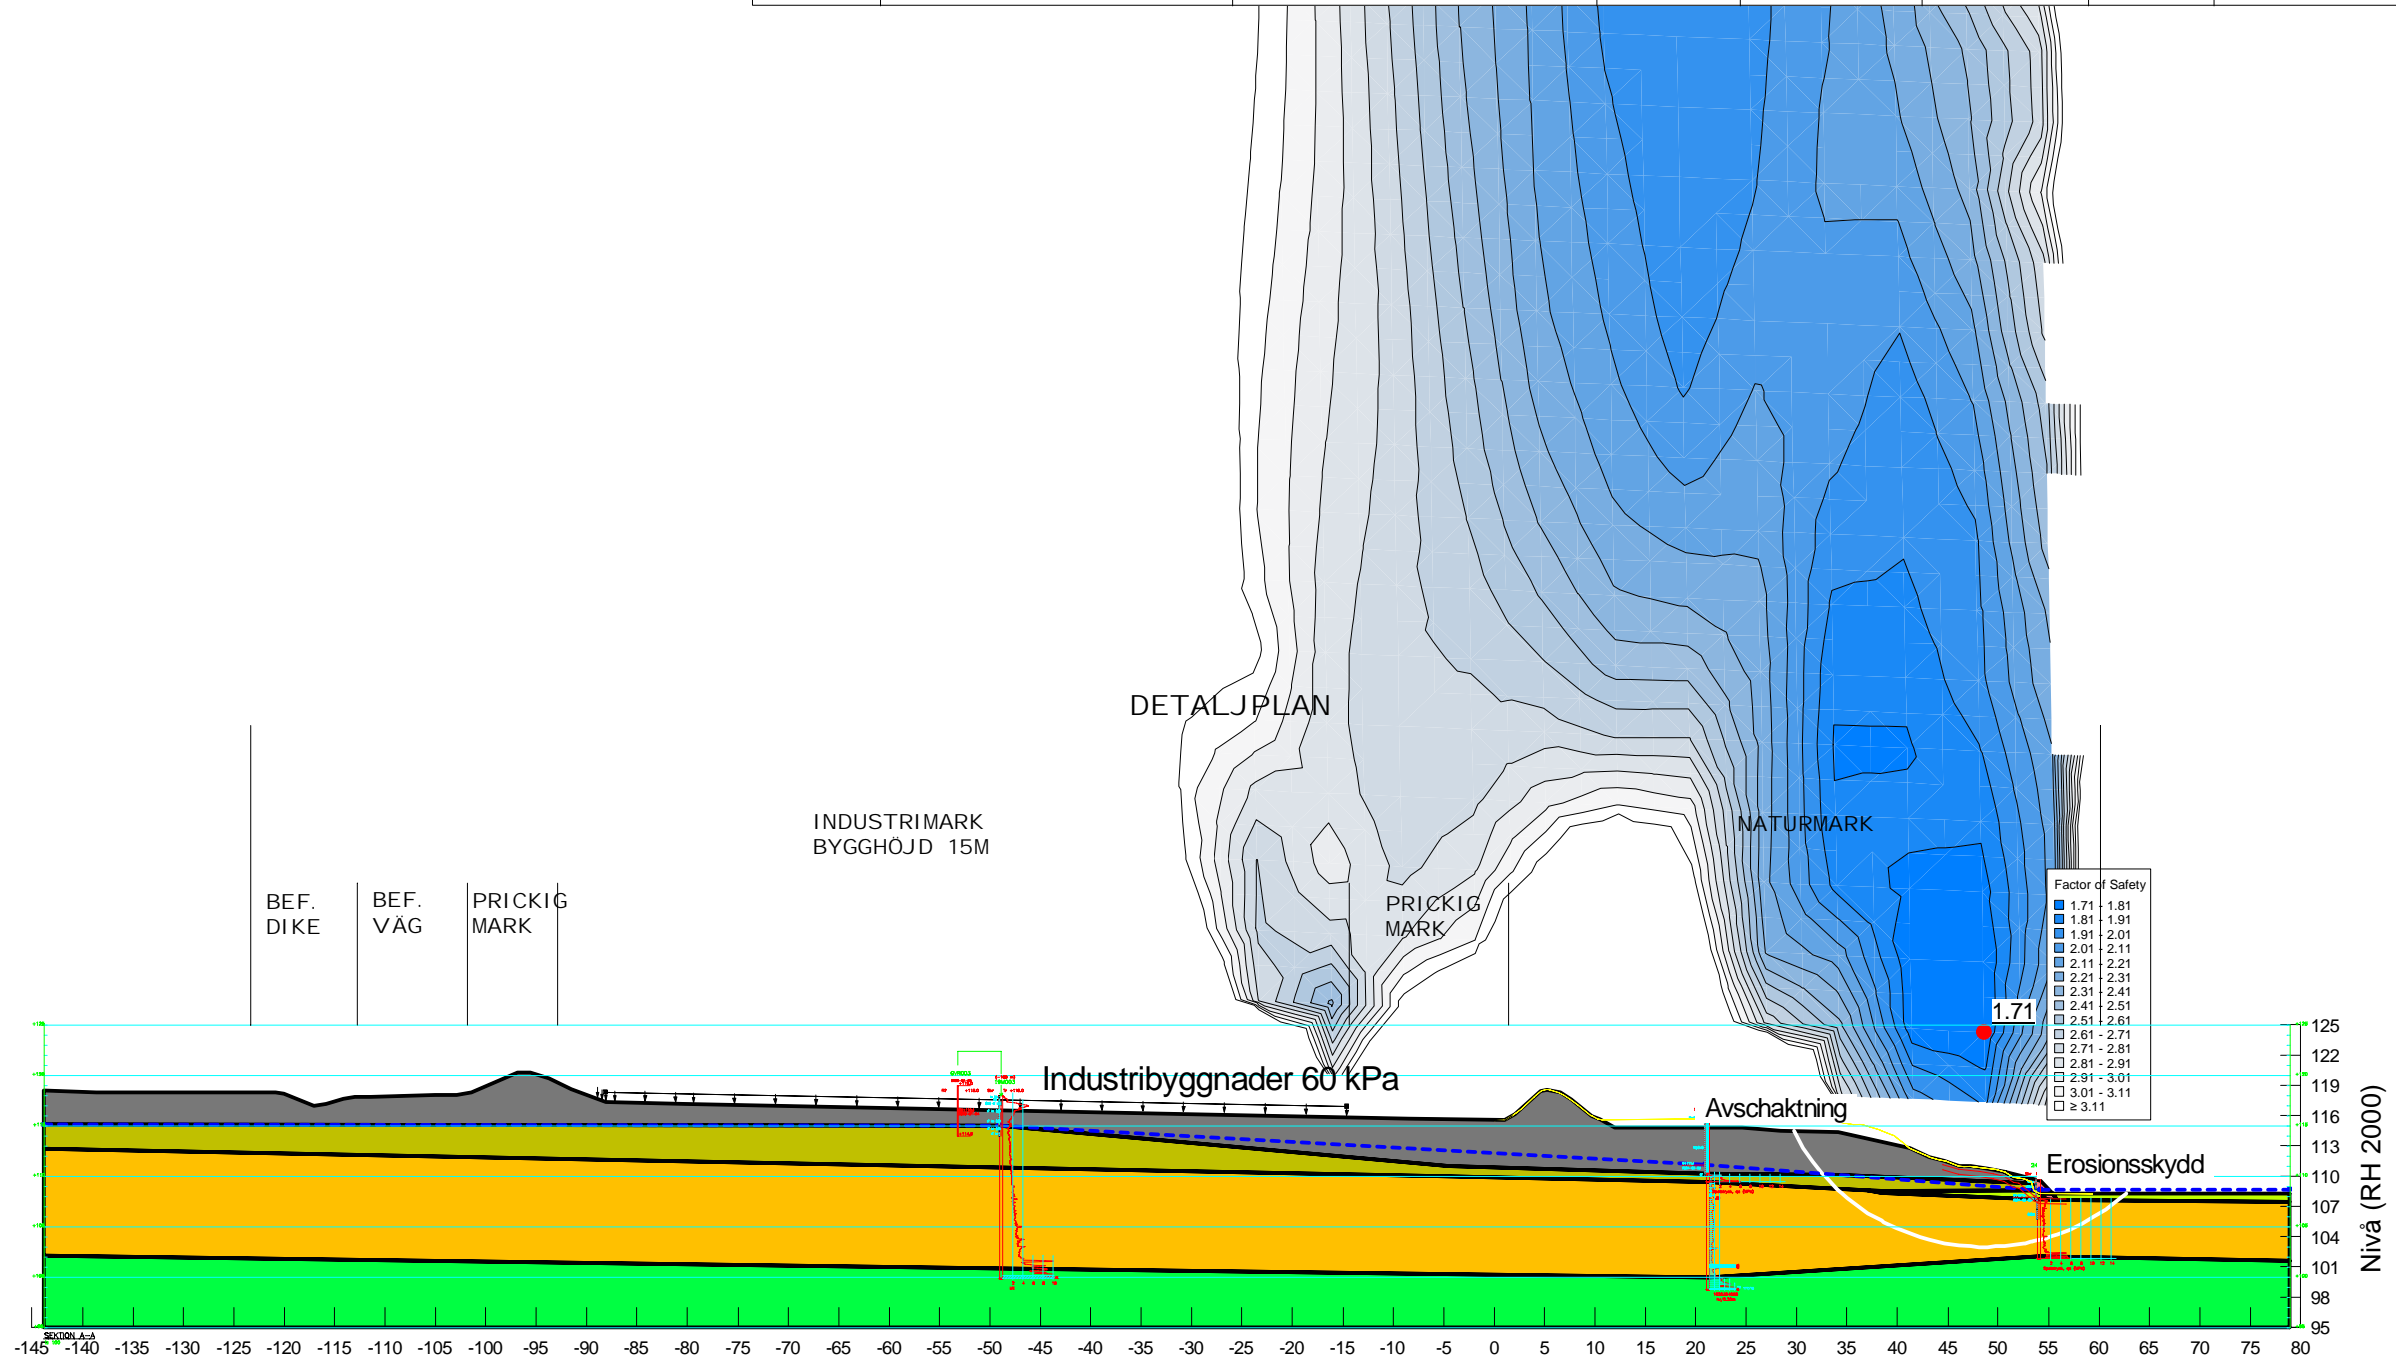 DETALJPLAN
INDUSTRIMARK
BYGGHÖJD 15M
NATURMARK
BEF.
DIKE
BEF.
VÄG
PRICKIG
MARK
PRICKIG
MARK
Factor of Safety
1.71 - 1.81
1.81 - 1.91
1.91 - 2.01
2.01 - 2.11
2.11 - 2.21
2.21 - 2.31
2.31 - 2.41
2.41 - 2.51
2.51 - 2.61
2.61 - 2.71
2.71 - 2.81
2.81 - 2.91
2.91 - 3.01
3.01 - 3.11
≥ 3.11
1.71
Industribyggnader 60 kPa
Avschaktning
Erosionsskydd
125
122
119
116
113
110
107
104
101
98
95
Nivå (RH 2000)
SEKTION A-A
-145 -140 -135 -130 -125 -120 -115 -110 -105 -100 -95 -90 -85 -80 -75 -70 -65 -60 -55 -50 -45 -40 -35 -30 -25 -20 -15 -10 -5 0 5 10 15 20 25 30 35 40 45 50 55 60 65 70 75 80